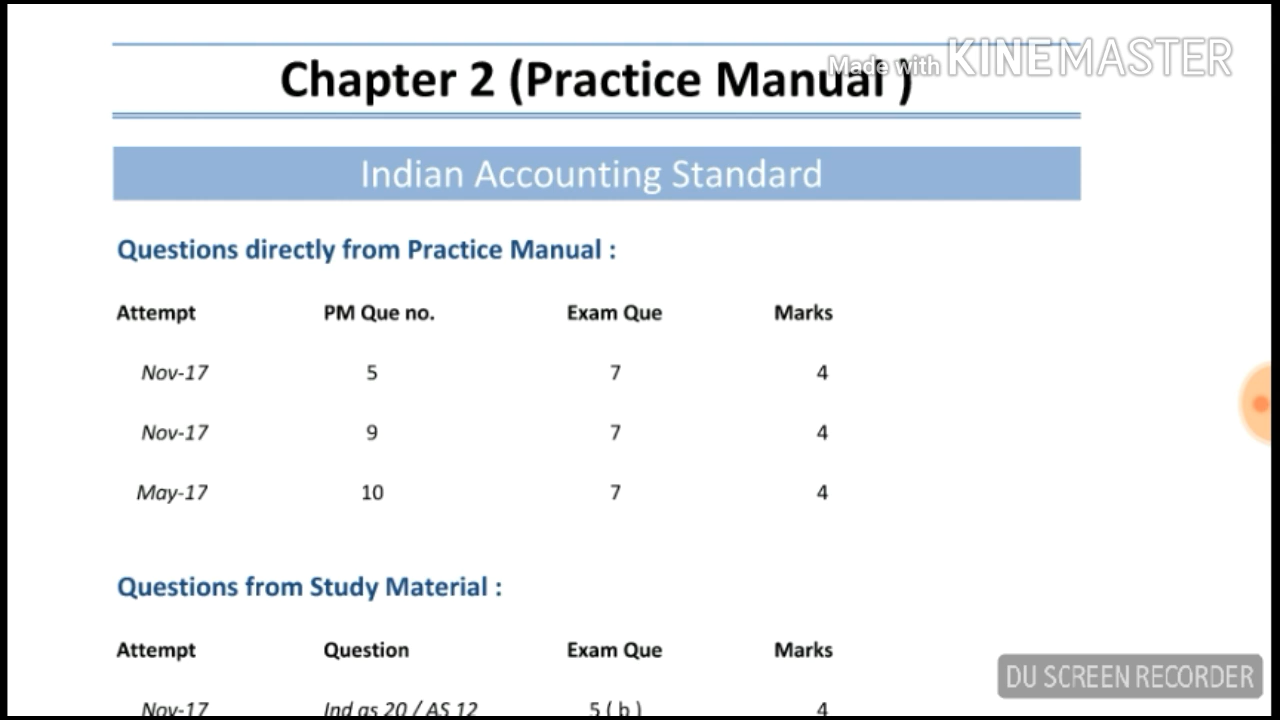 Made with KINEMASTER
Chapter 2 (Practice Manual )
Indian Accounting Standard
Questions directly from Practice Manual :
Attempt PM Que no. Exam Que Marks
Nov-17 5 7 4
Nov-17 9 7 4
May-17 10 7 4
Questions from Study Material :
Attempt Question Exam Que Marks
DU SCREEN RECORDER
Nov-17 Ind as 20 / AS 12 5 ( b ) 4